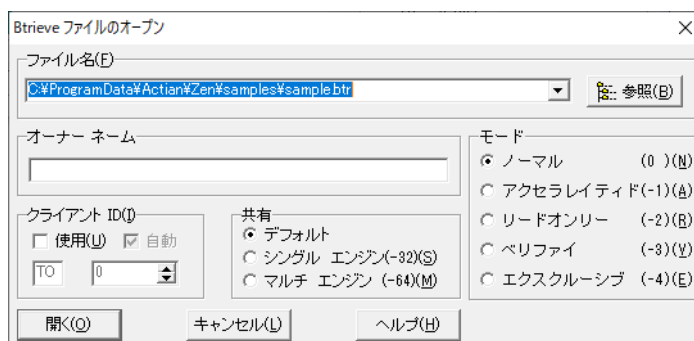 Btrieve ファイルのオープン
ファイル名(F)
C:¥ProgramData¥Actian¥Zen¥samples¥sample.btr
参照(B)
オーナー ネーム
モード
ノーマル (0 )(N)
アクセラレイティド(-1)(A)
リードオンリー (-2)(R)
ベリファイ (-3)(V)
エクスクルーシブ (-4)(E)
クライアント ID(I)
使用(U) 自動
TO 0
共有
デフォルト
シングル エンジン(-32)(S)
マルチ エンジン (-64)(M)
開く(O) キャンセル(L) ヘルプ(H)